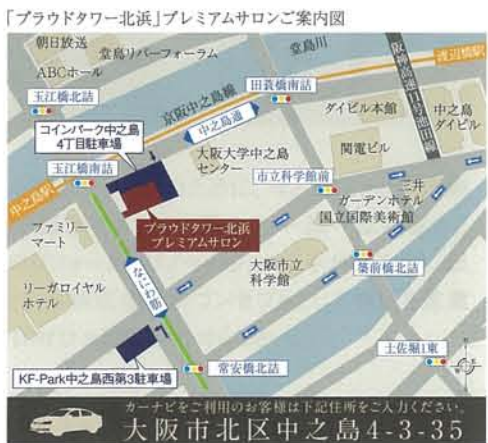 「プラウドタワー北浜」プレミアムサロンご案内図
朝日放送
堂島リバーフォーラム
ABCホール
堂島川
阪神高速11号池田線
渡辺橋駅
玉江橋北詰
田蓑橋南詰
京阪中之島線
中之島通
コインパーク中之島
4丁目駐車場
ダイビル本館
中之島
ダイビル
大阪大学中之島
センター
関電ビル
玉江橋南詰
市立科学館前
三井
ガーデンホテル
国立国際美術館
中之島駅
プラウドタワー北浜
プレミアムサロン
ファミリー
マート
なにわ筋
大阪市立
科学館
築前橋北詰
リーガロイヤル
ホテル
土佐堀1東
常安橋北詰
KF-Park中之島西第3駐車場
カーナビをご利用のお客様は下記住所をご入力ください。
大阪市北区中之島4-3-35